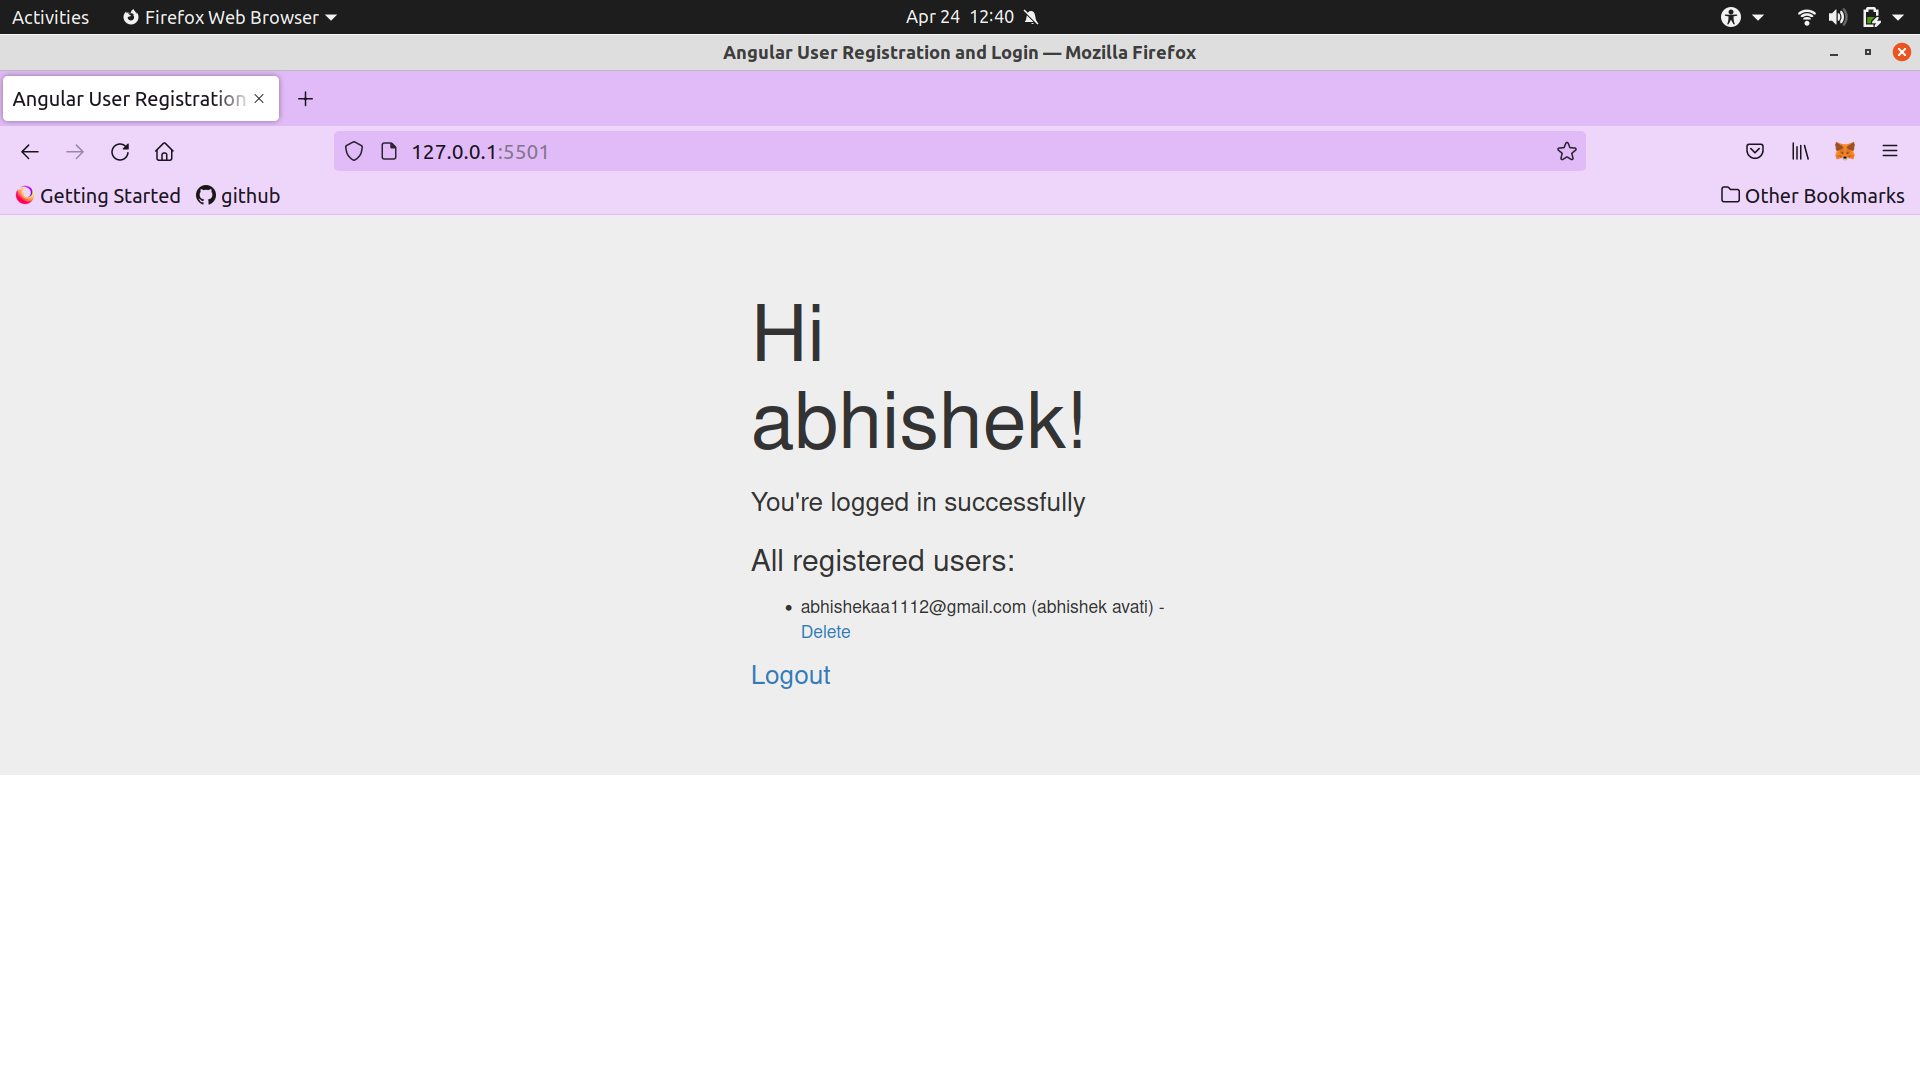 Activities Firefox Web Browser Apr 24 12:40
Angular User Registration and Login — Mozilla Firefox
Angular User Registration
127.0.0.1:5501
Getting Started github Other Bookmarks
Hi
abhishek!
You're logged in successfully
All registered users:
• abhishekaa1112@gmail.com (abhishek avati) -
Delete
Logout